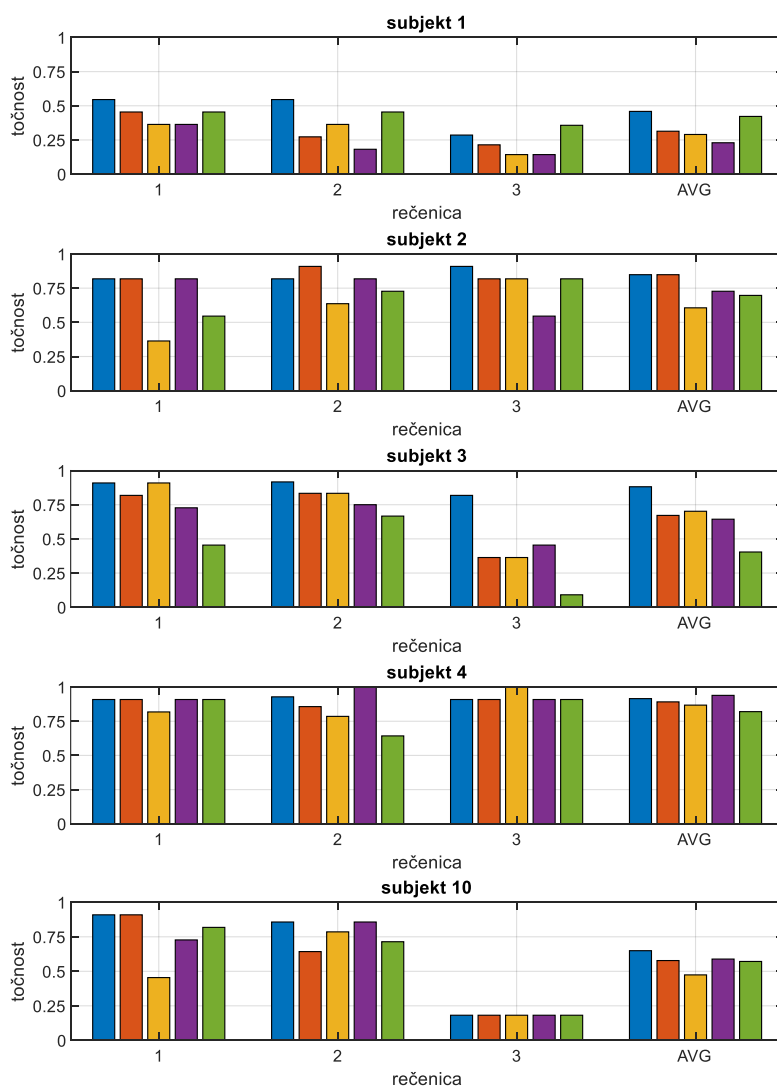 subjekt 1
1
0.75
0.5
0.25
0
točnost
1 2 3 AVG
rečenica
subjekt 2
1
0.75
0.5
0.25
0
točnost
1 2 3 AVG
rečenica
subjekt 3
1
0.75
0.5
0.25
0
točnost
1 2 3 AVG
rečenica
subjekt 4
1
0.75
0.5
0.25
0
točnost
1 2 3 AVG
rečenica
subjekt 10
1
0.75
0.5
0.25
0
točnost
1 2 3 AVG
rečenica